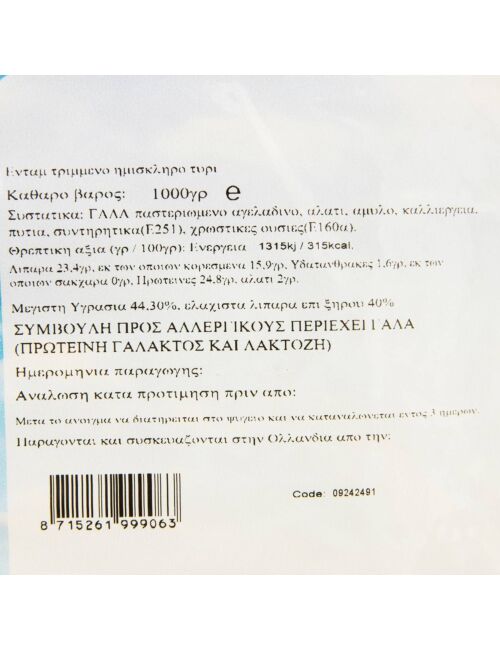 Ενταμ τριμμενο ημισκληρο τυρι
Καθαρο βαρος: 1000γρ e
Συστατικα: ΓΑΛΑ παστεριωμενο αγελαδινο, αλατι, αμυλο, καλλιεργεια,
πυτια, συντηρητικα(Ε251), χρωστικες ουσιες(Ε160α).
Θρεπτικη αξια (γρ / 100γρ): Ενεργεια 1315kj / 315kcal.
Λιπαρα 23,4γρ, εκ των οποιων κορεσμενα 15,9γρ, Υδατανθρακες 1,6γρ, εκ των
οποιων σακχαρα 0γρ, Πρωτεινες 24,8γρ, αλατι 2γρ.
Μεγιστη Υγρασια 44,30%, ελαχιστα λιπαρα επι ξηρου 40%
ΣΥΜΒΟΥΛΗ ΠΡΟΣ ΑΛΛΕΡΓΙΚΟΥΣ ΠΕΡΙΕΧΕΙ ΓΑΛΑ
(ΠΡΩΤΕΙΝΗ ΓΑΛΑΚΤΟΣ ΚΑΙ ΛΑΚΤΟΖΗ)
Ημερομηνια παραγωγης:
Αναλωση κατα προτιμηση πριν απο:
Μετα το ανοιγμα να διατηρειται στο ψυγειο και να καταναλωνεται εντος 3 ημερων.
Παραγονται και συσκευαζονται στην Ολλανδια απο την:
Code: 09242491
8 715261 999063